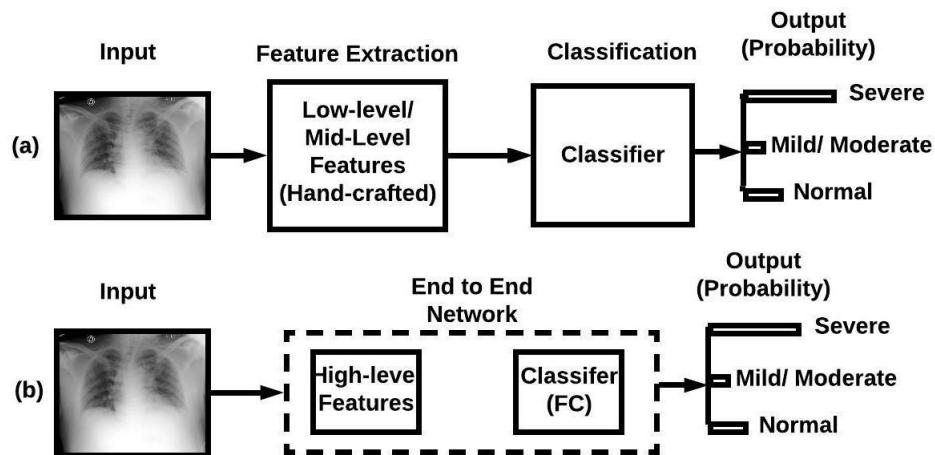 Input
Feature Extraction
Classification
Output
(Probability)
(a)
Low-level/
Mid-Level
Features
(Hand-crafted)
Classifier
Severe
Mild/ Moderate
Normal
Input
End to End
Network
Output
(Probability)
(b)
High-leve
Features
Classifer
(FC)
Severe
Mild/ Moderate
Normal